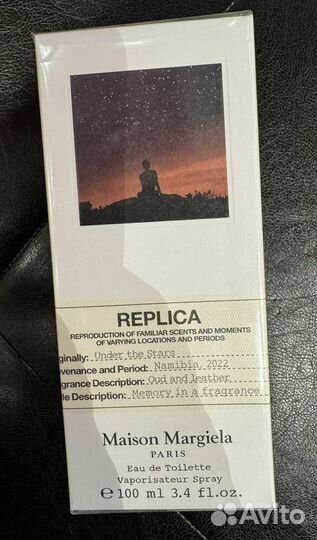 REPLICA
REPRODUCTION OF FAMILIAR SCENTS AND MOMENTS
OF VARYING LOCATIONS AND PERIODS
iginally: Under the Stars
venance and Period: Namibia, 2022
agrance Description: Oud and leather
le Description: Memory in a fragrance
Maison Margiela
PARIS
Eau de Toilette
Vaporisateur Spray
℮ 100 ml 3.4 fl.oz.
Avito